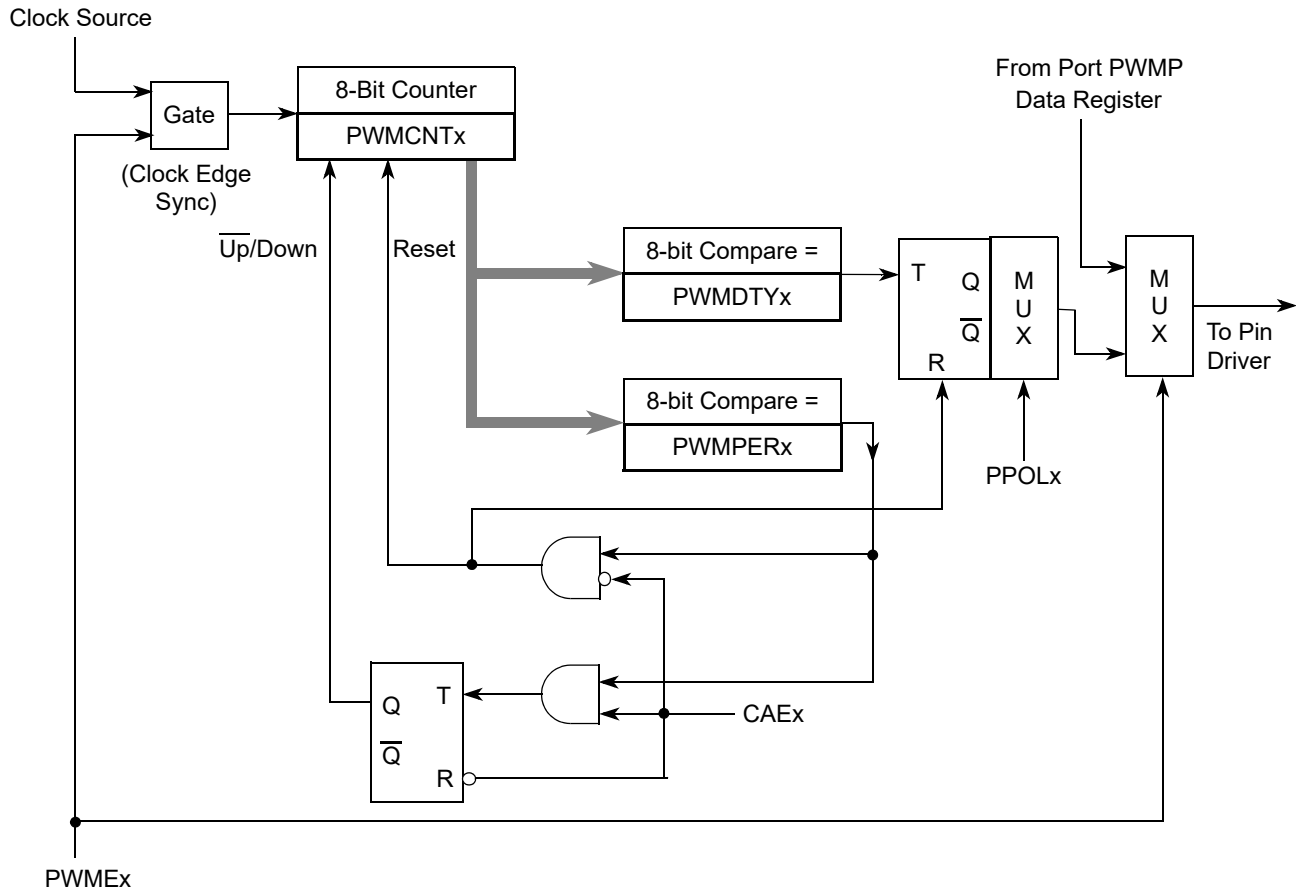 Clock Source
From Port PWMP
Data Register
8-Bit Counter
Gate
PWMCNTx
(Clock Edge
Sync)
U̅p̅/Down
Reset
8-bit Compare =
PWMDTYx
T
Q
Q̅
R
M
U
X
M
U
X
To Pin
Driver
8-bit Compare =
PWMPERx
PPOLx
Q
T
Q̅
R
CAEx
PWMEx